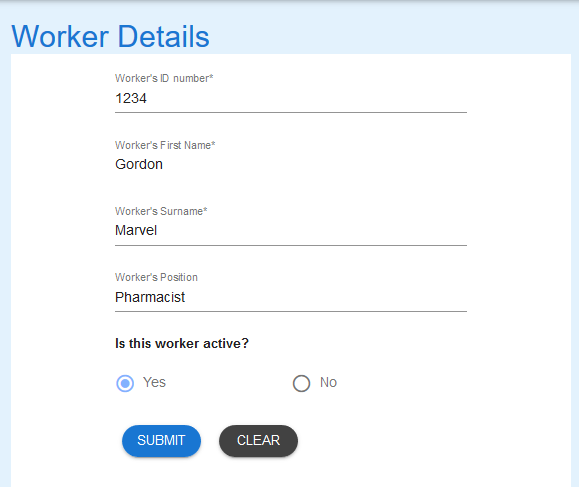 Worker Details
Worker's ID number*
1234
Worker's First Name*
Gordon
Worker's Surname*
Marvel
Worker's Position
Pharmacist
Is this worker active?
Yes No
SUBMIT CLEAR